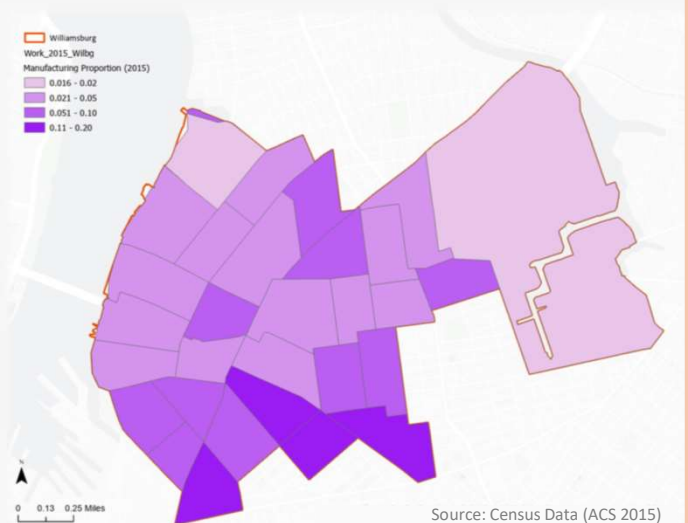 Williamsburg
Work_2015_Wilbg
Manufacturing Proportion (2015)
0.016 - 0.02
0.021 - 0.05
0.051 - 0.10
0.11 - 0.20
N
0 0.13 0.25 Miles
Source: Census Data (ACS 2015)